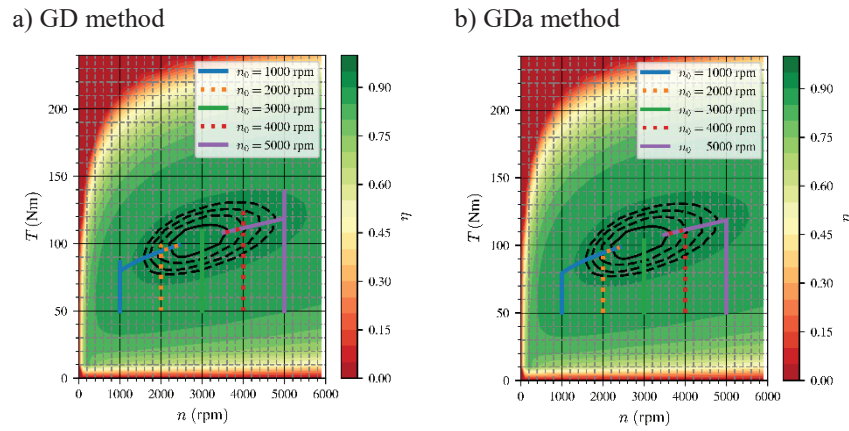 a) GD method
b) GDa method
n₀ = 1000 rpm
n₀ = 2000 rpm
n₀ = 3000 rpm
n₀ = 4000 rpm
n₀ = 5000 rpm
T (Nm)
200
150
100
50
0
0 1000 2000 3000 4000 5000 6000
n (rpm)
0.90
0.75
0.60
0.45
0.30
0.15
0.00
η
n₀ = 1000 rpm
n₀ = 2000 rpm
n₀ = 3000 rpm
n₀ = 4000 rpm
n₀ 5000 rpm
T (Nm)
200
150
100
50
0
0 1000 2000 3000 4000 5000 6000
n (rpm)
0.90
0.75
0.60
0.45
0.30
0.15
0.00